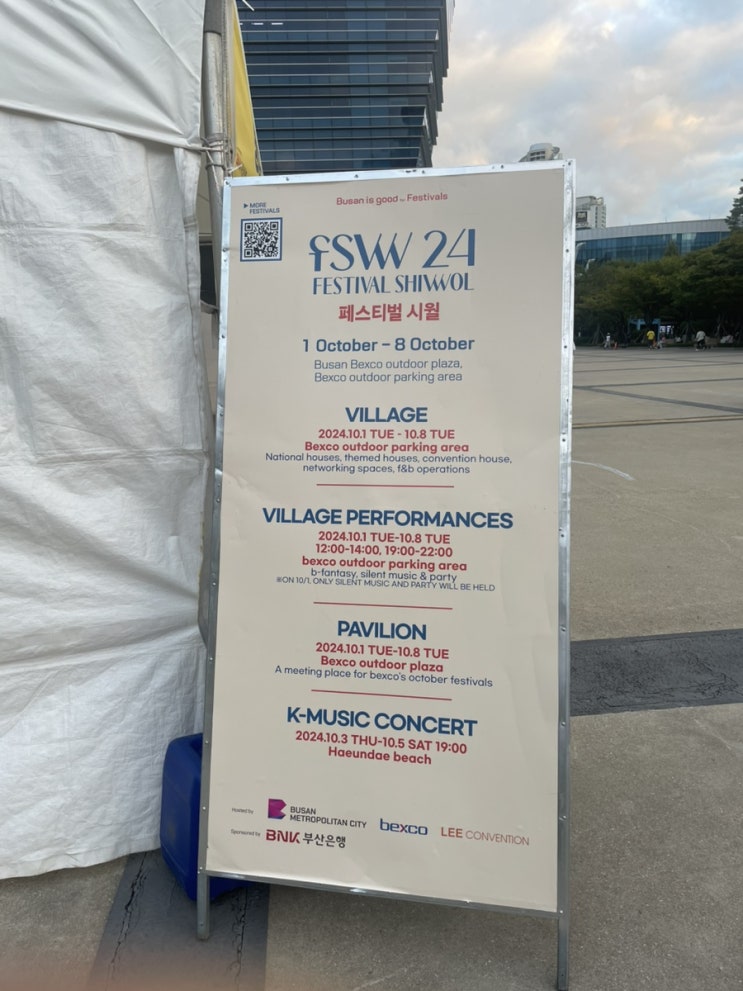 Busan is good for Festivals
▶ MORE
FESTIVALS
fSW 24
FESTIVAL SHIWOL
페스티벌 시월
1 October – 8 October
Busan Bexco outdoor plaza,
Bexco outdoor parking area
VILLAGE
2024.10.1 TUE - 10.8 TUE
Bexco outdoor parking area
National houses, themed houses, convention house,
networking spaces, f&b operations
VILLAGE PERFORMANCES
2024.10.1 TUE-10.8 TUE
12:00-14:00, 19:00-22:00
bexco outdoor parking area
b-fantasy, silent music & party
※ON 10/1, ONLY SILENT MUSIC AND PARTY WILL BE HELD
PAVILION
2024.10.1 TUE-10.8 TUE
Bexco outdoor plaza
A meeting place for bexco's october festivals
K-MUSIC CONCERT
2024.10.3 THU-10.5 SAT 19:00
Haeundae beach
Hosted by BUSAN METROPOLITAN CITY bexco LEE CONVENTION
Sponsored by BNK 부산은행